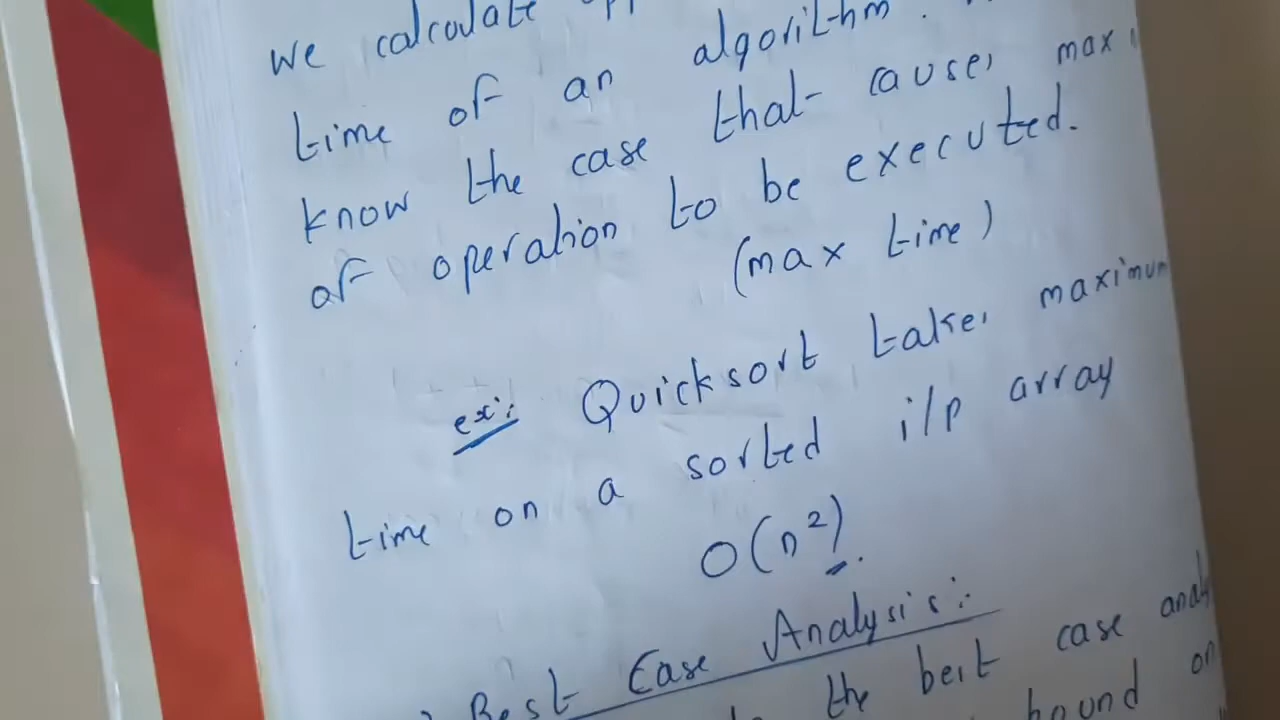 we calculate
time of an algorithm.
know the case that causes max
of operation to be executed.
(max time)
ex:- Quicksort takes maximum
time on a sorted i/p array
O(n²).
Best Case Analysis:-
the best case
bound on